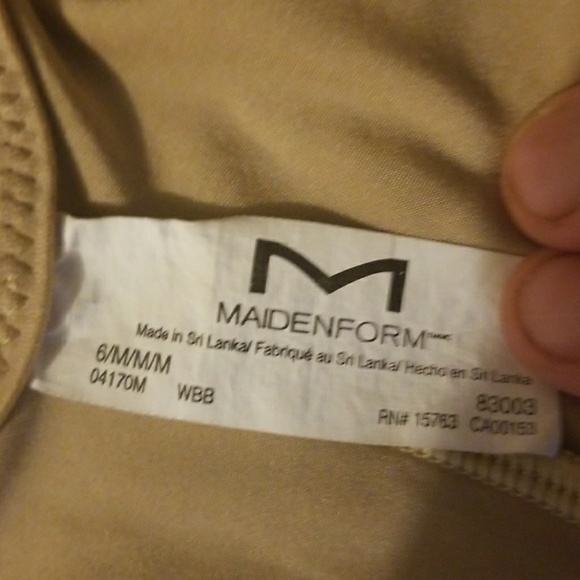 MAIDENFORM
Made in Sri Lanka/ Fabriqué au Sri Lanka/ Hecho en Sri Lanka
6/M/M/M
04170M WBB
83003
RN# 15763 CA00153